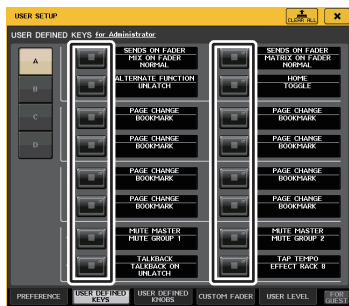 USER SETUP
CLEAR ALL
USER DEFINED KEYS for Administrator
A
B
C
D
SENDS ON FADER
MIX ON FADER
NORMAL
ALTERNATE FUNCTION
UNLATCH
PAGE CHANGE
BOOKMARK
PAGE CHANGE
BOOKMARK
PAGE CHANGE
BOOKMARK
PAGE CHANGE
BOOKMARK
MUTE MASTER
MUTE GROUP 1
TALKBACK
TALKBACK ON
UNLATCH
SENDS ON FADER
MATRIX ON FADER
NORMAL
HOME
TOGGLE
PAGE CHANGE
BOOKMARK
PAGE CHANGE
BOOKMARK
PAGE CHANGE
BOOKMARK
PAGE CHANGE
BOOKMARK
MUTE MASTER
MUTE GROUP 2
TAP TEMPO
EFFECT RACK 8
PREFERENCE
USER DEFINED
KEYS
USER DEFINED
KNOBS
CUSTOM FADER
USER LEVEL
FOR
GUEST